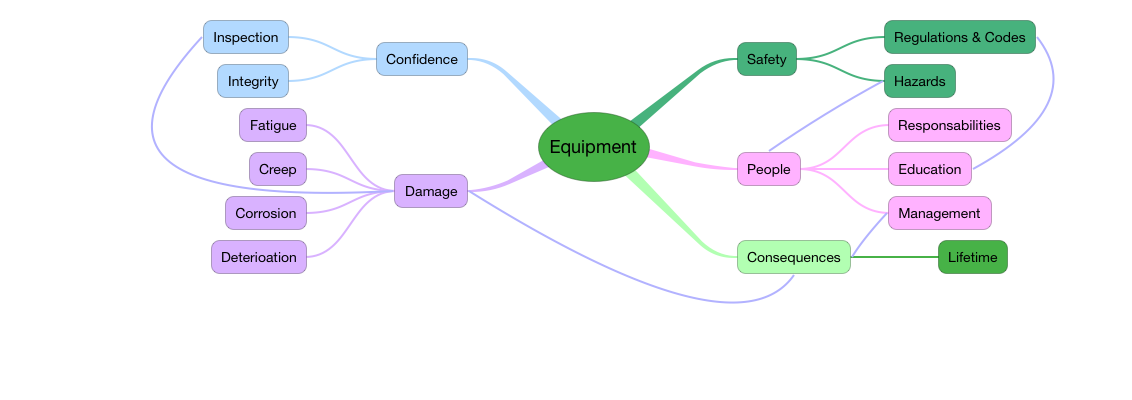 Inspection
Regulations & Codes
Confidence
Safety
Integrity
Hazards
Fatigue
Responsabilities
Equipment
Creep
People
Education
Damage
Corrosion
Management
Deterioation
Consequences
Lifetime